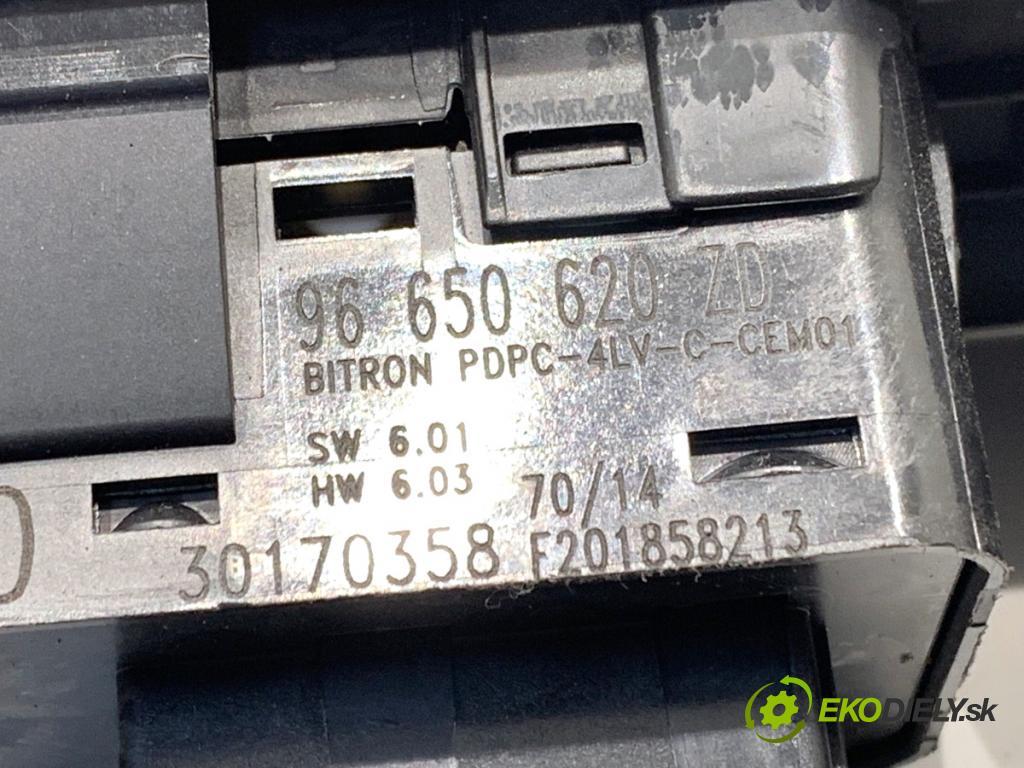 96 650 620 ZD
BITRON PDPC-4LV-C-CEM01
SW 6.01
HW 6.03
70/14
30170358 F201858213
EKODIELY.sk